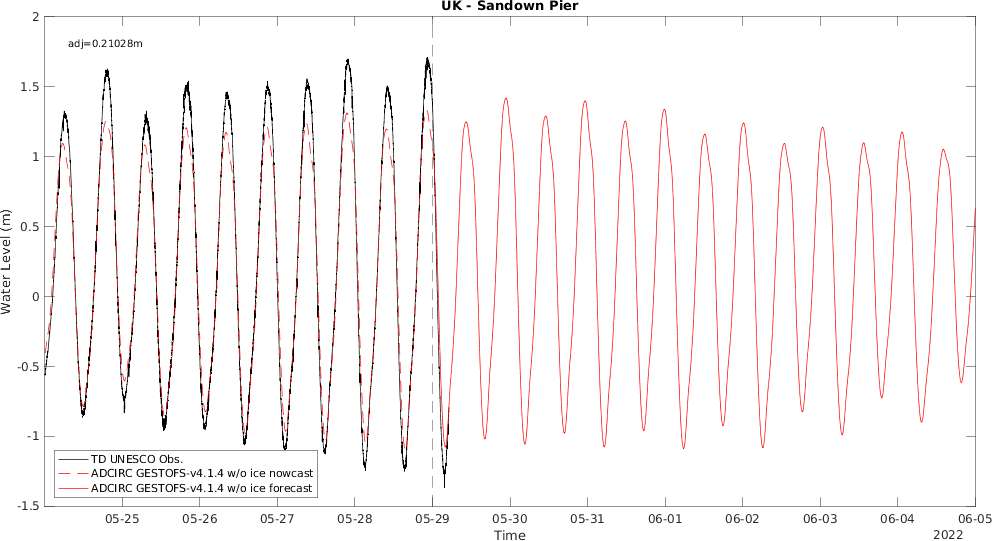 UK - Sandown Pier
adj=0.21028m
Water Level (m)
2
1.5
1
0.5
0
-0.5
-1
-1.5
TD UNESCO Obs.
ADCIRC GESTOFS-v4.1.4 w/o ice nowcast
ADCIRC GESTOFS-v4.1.4 w/o ice forecast
05-25 05-26 05-27 05-28 05-29 05-30 05-31 06-01 06-02 06-03 06-04 06-05
Time
2022